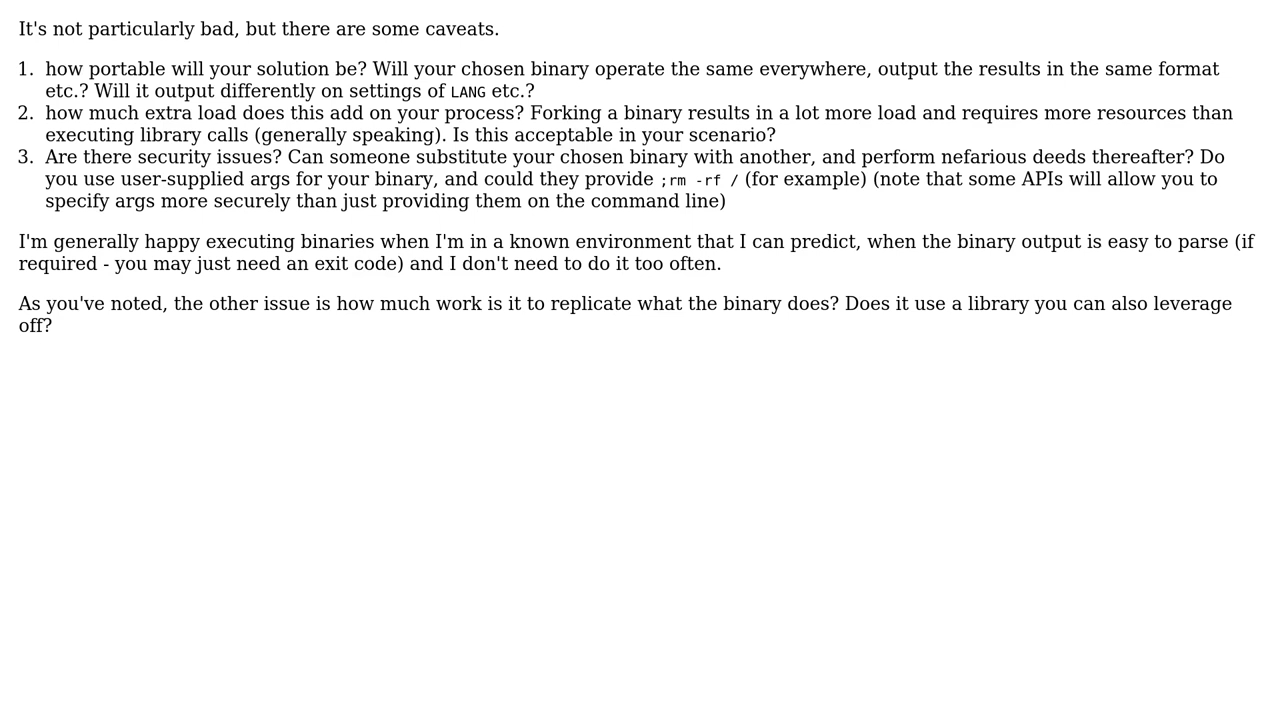 It's not particularly bad, but there are some caveats.
1. how portable will your solution be? Will your chosen binary operate the same everywhere, output the results in the same format
etc.? Will it output differently on settings of LANG etc.?
2. how much extra load does this add on your process? Forking a binary results in a lot more load and requires more resources than
executing library calls (generally speaking). Is this acceptable in your scenario?
3. Are there security issues? Can someone substitute your chosen binary with another, and perform nefarious deeds thereafter? Do
you use user-supplied args for your binary, and could they provide ;rm -rf / (for example) (note that some APIs will allow you to
specify args more securely than just providing them on the command line)
I'm generally happy executing binaries when I'm in a known environment that I can predict, when the binary output is easy to parse (if
required - you may just need an exit code) and I don't need to do it too often.
As you've noted, the other issue is how much work is it to replicate what the binary does? Does it use a library you can also leverage
off?